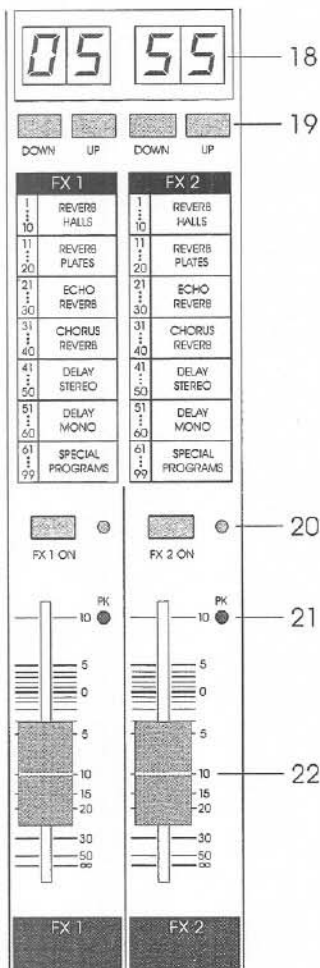 05 55 18
19
DOWN UP DOWN UP
FX 1 FX 2
1 10 REVERB HALLS 1 10 REVERB HALLS
11 20 REVERB PLATES 11 20 REVERB PLATES
21 30 ECHO REVERB 21 30 ECHO REVERB
31 40 CHORUS REVERB 31 40 CHORUS REVERB
41 50 DELAY STEREO 41 50 DELAY STEREO
51 60 DELAY MONO 51 60 DELAY MONO
61 99 SPECIAL PROGRAMS 61 99 SPECIAL PROGRAMS
20
FX 1 ON FX 2 ON
PK PK
10 10 21
5 5
0 0
5 5
10 10 22
15 15
20 20
30 30
50 50
∞ ∞
FX 1 FX 2